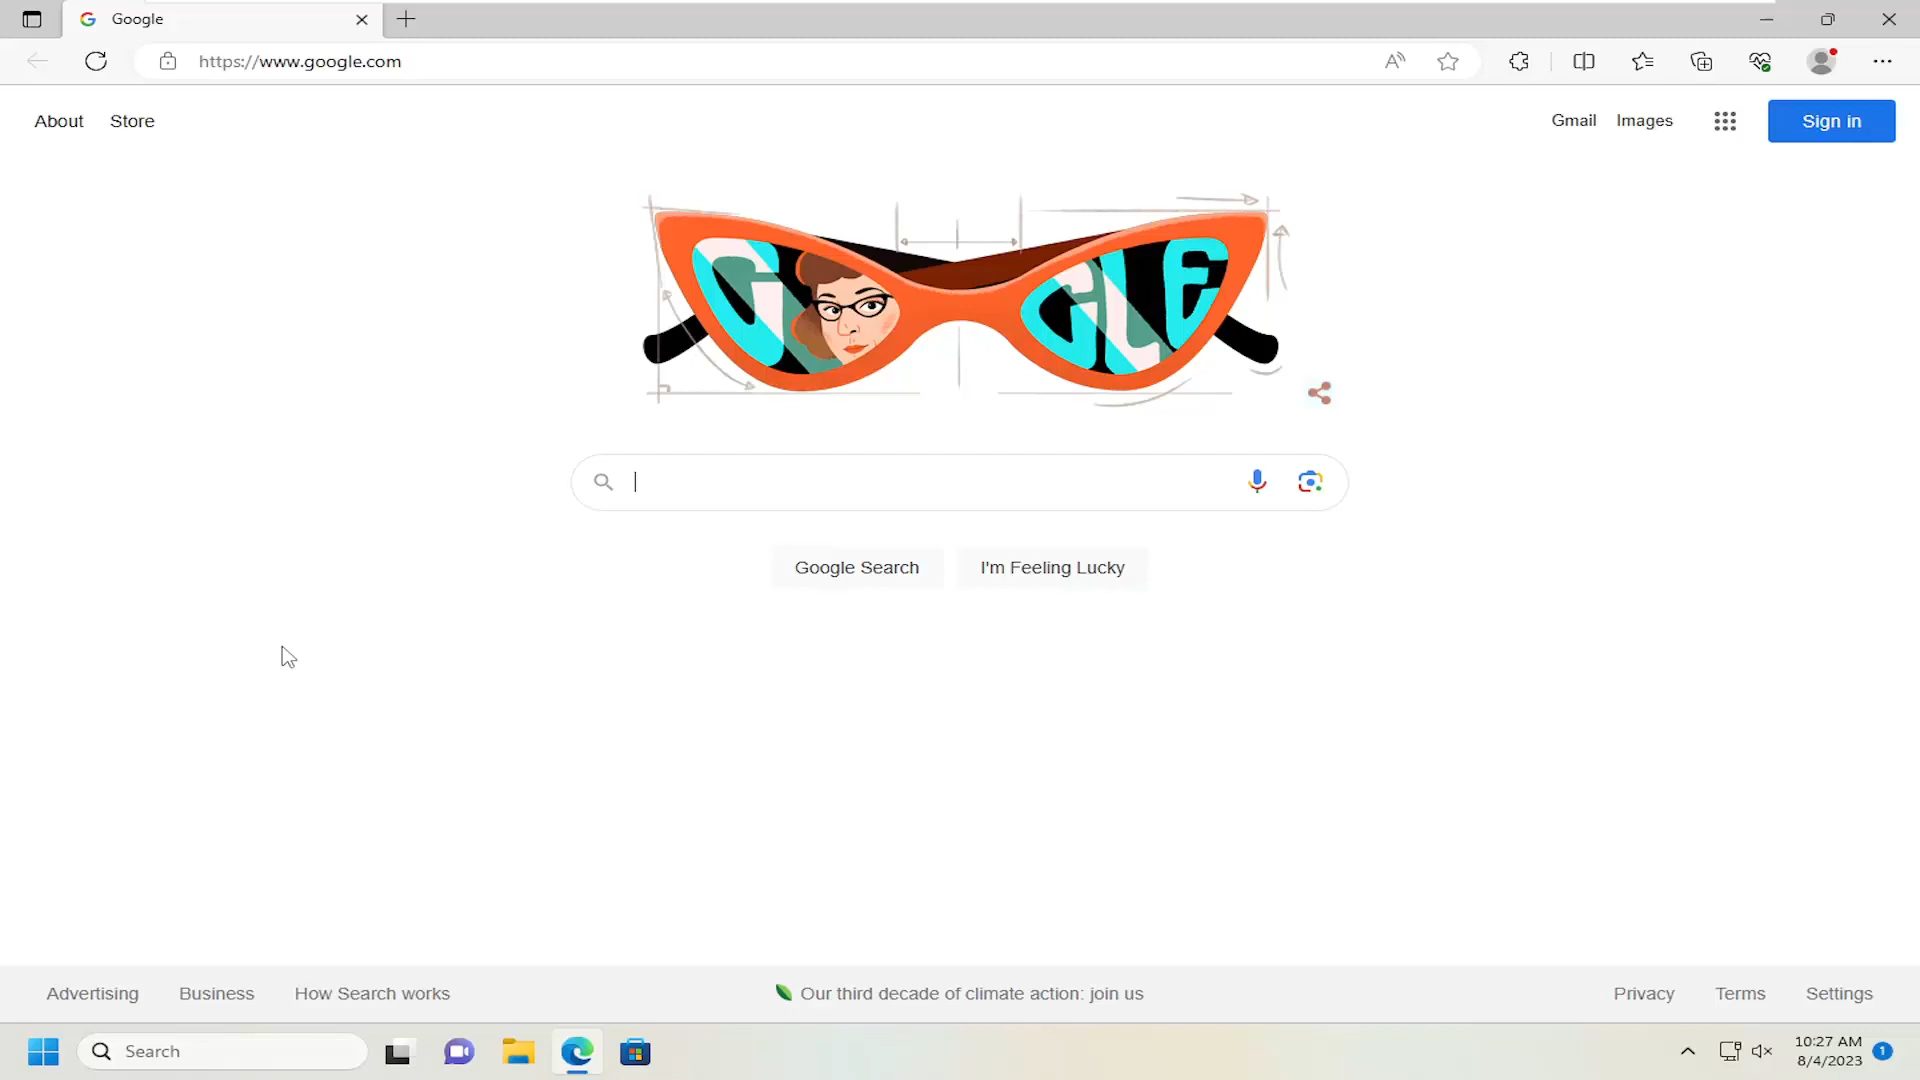 Google
https://www.google.com
About Store
Gmail Images Sign in
G GLE
Google Search I'm Feeling Lucky
Advertising Business How Search works
Our third decade of climate action: join us
Privacy Terms Settings
Search
10:27 AM
8/4/2023 1